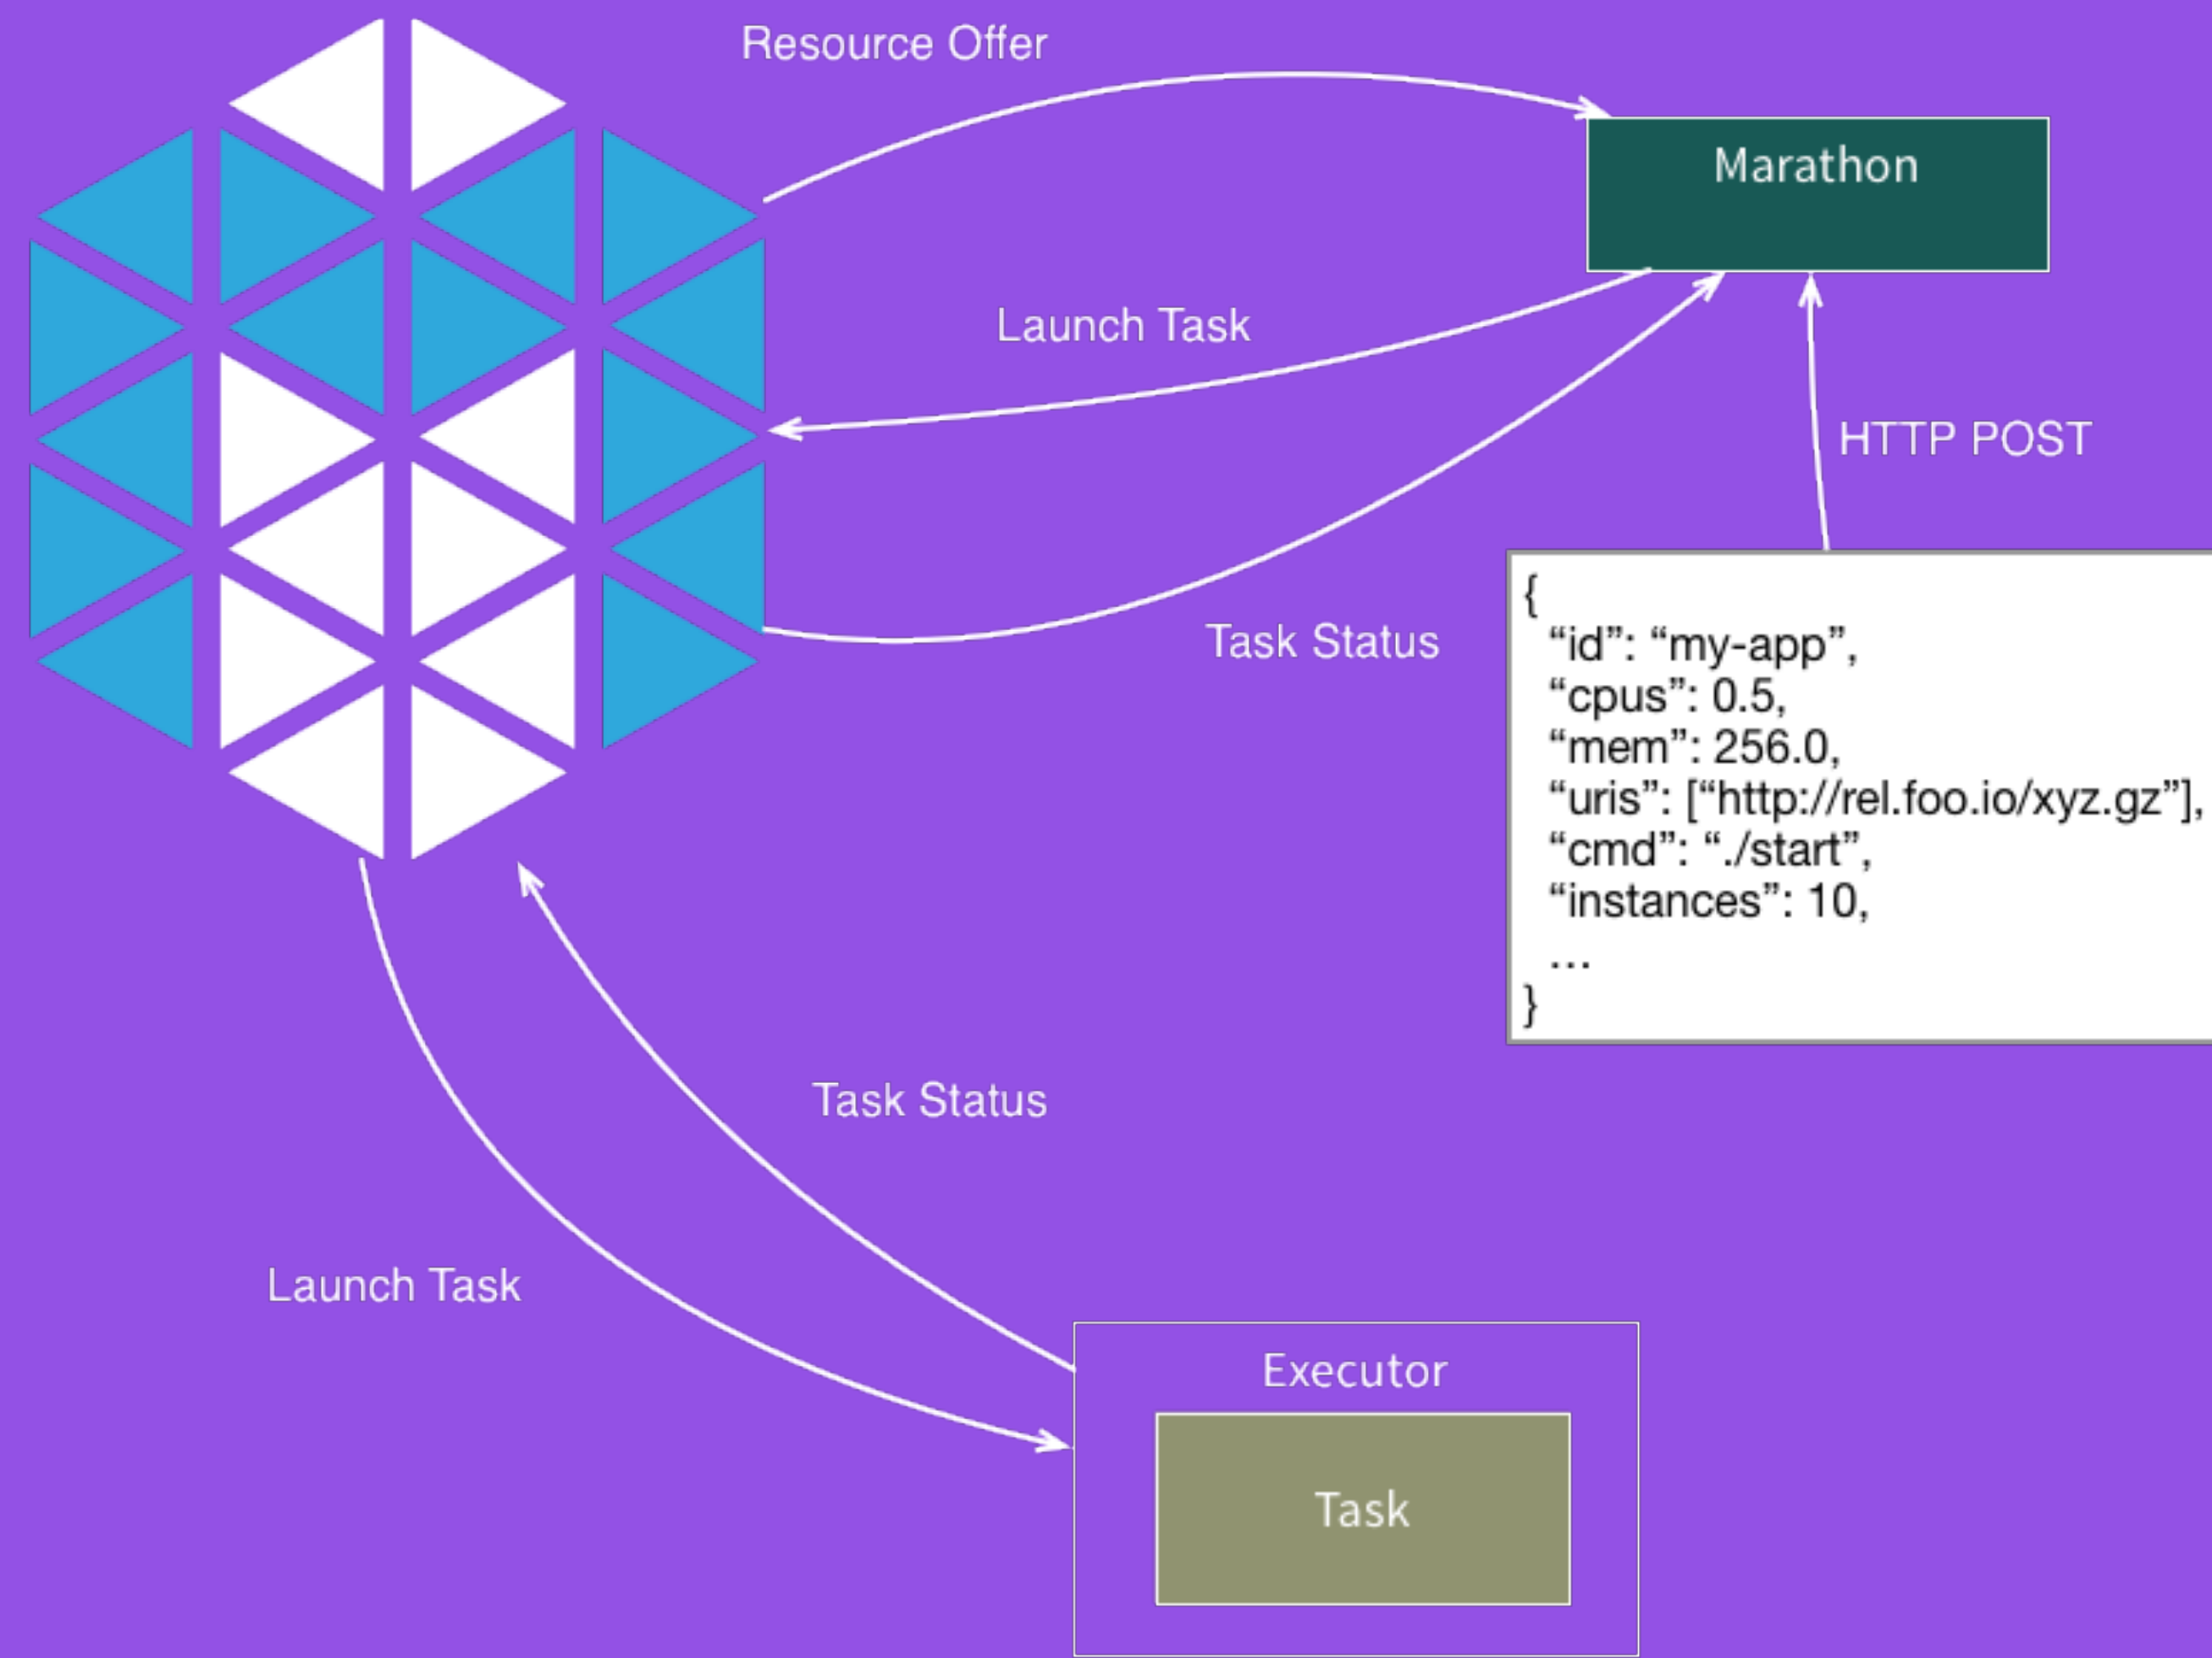 Resource Offer
Marathon
Launch Task
HTTP POST
Task Status
{
“id”: “my-app”,
“cpus”: 0.5,
“mem”: 256.0,
“uris”: [“http://rel.foo.io/xyz.gz”],
“cmd”: “./start”,
“instances”: 10,
...
}
Task Status
Launch Task
Executor
Task